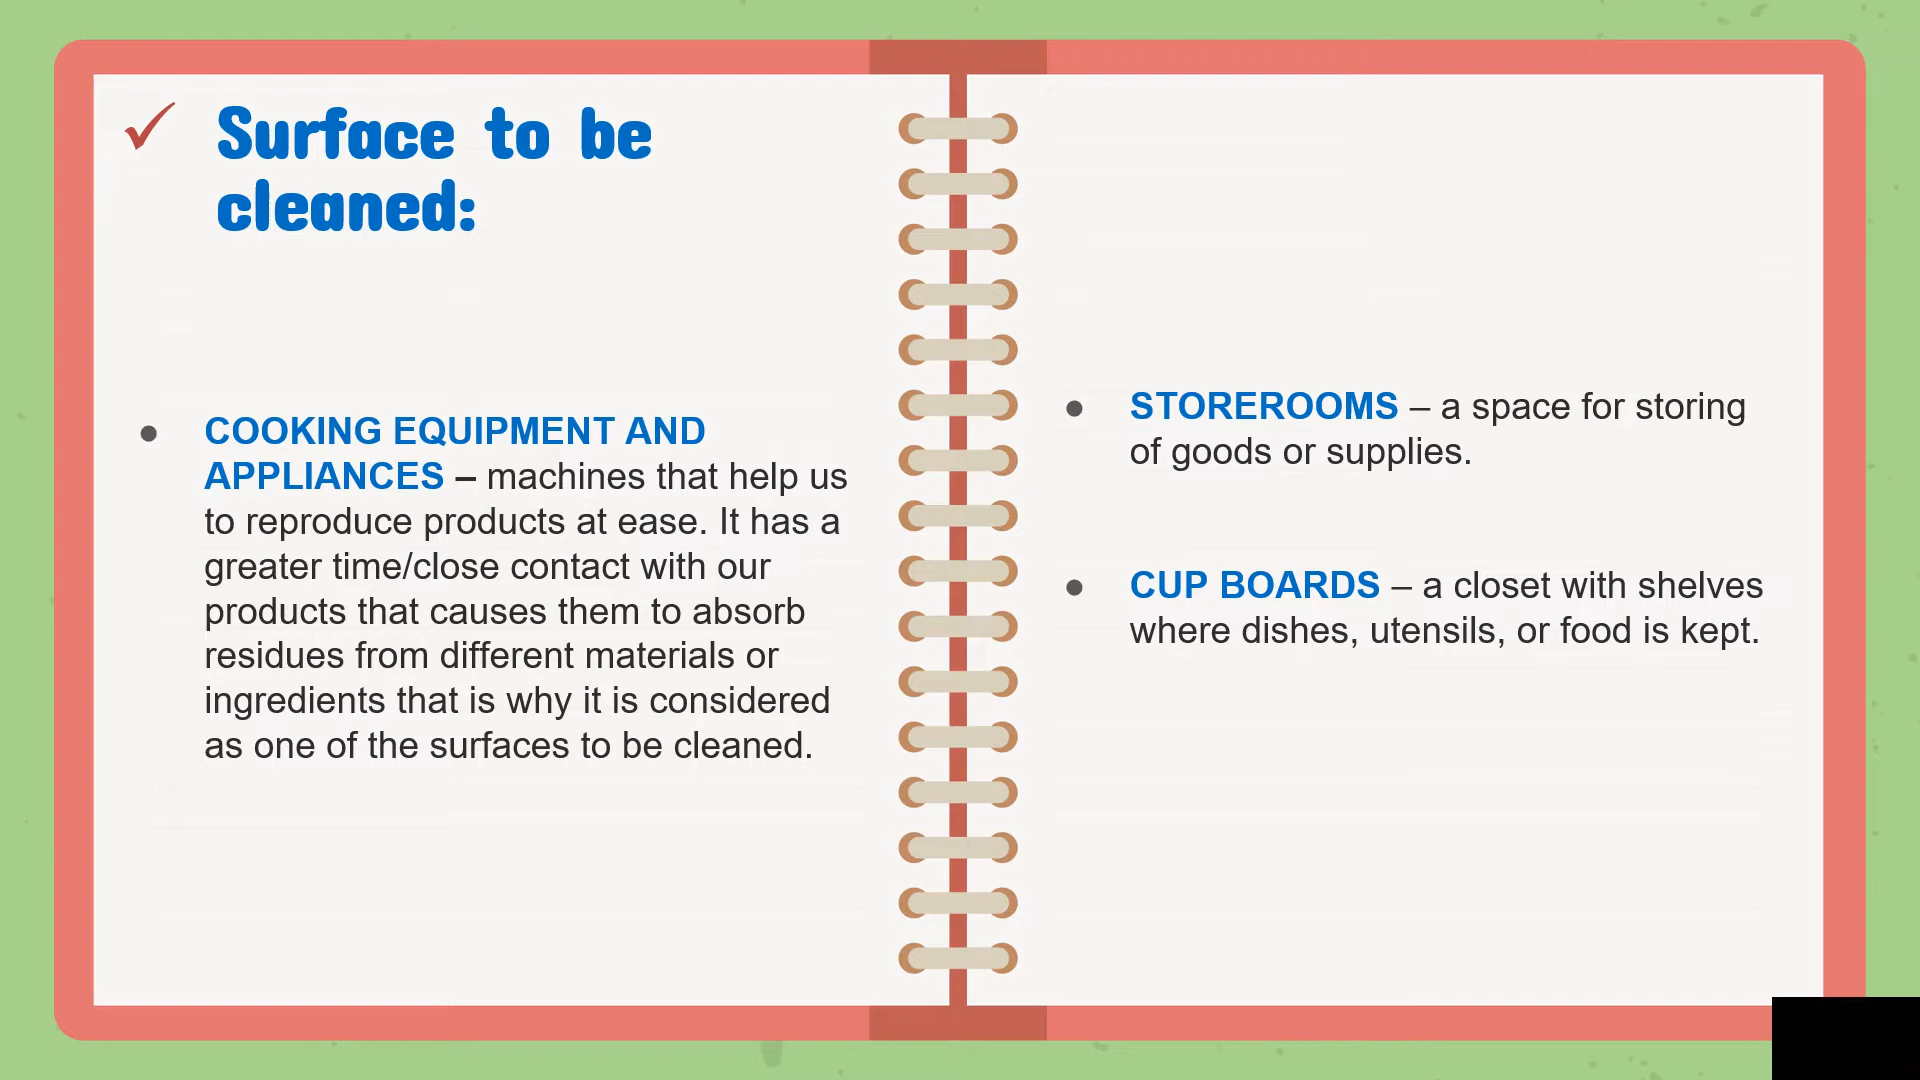 Surface to be
cleaned:
COOKING EQUIPMENT AND
APPLIANCES – machines that help us
to reproduce products at ease. It has a
greater time/close contact with our
products that causes them to absorb
residues from different materials or
ingredients that is why it is considered
as one of the surfaces to be cleaned.
STOREROOMS – a space for storing
of goods or supplies.
CUP BOARDS – a closet with shelves
where dishes, utensils, or food is kept.